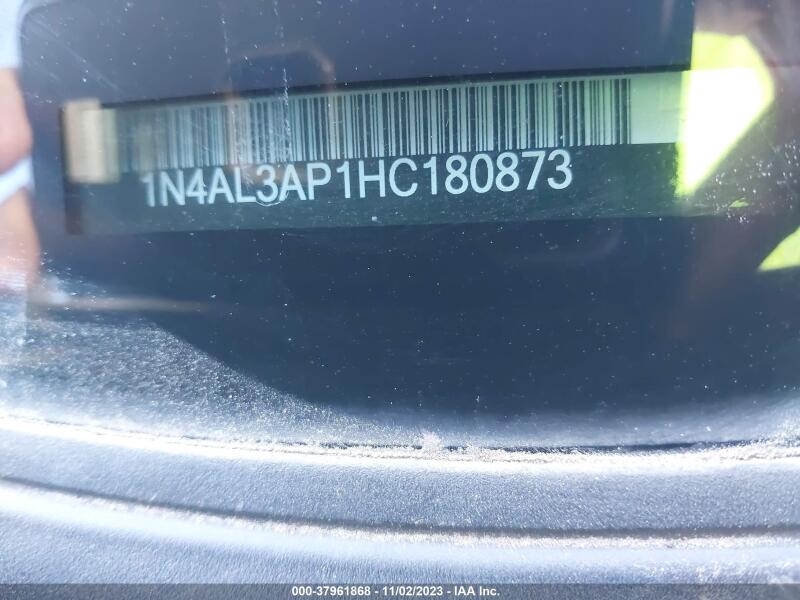 1N4AL3AP1HC180873
000-37961868 - 11/02/2023 - IAA Inc.